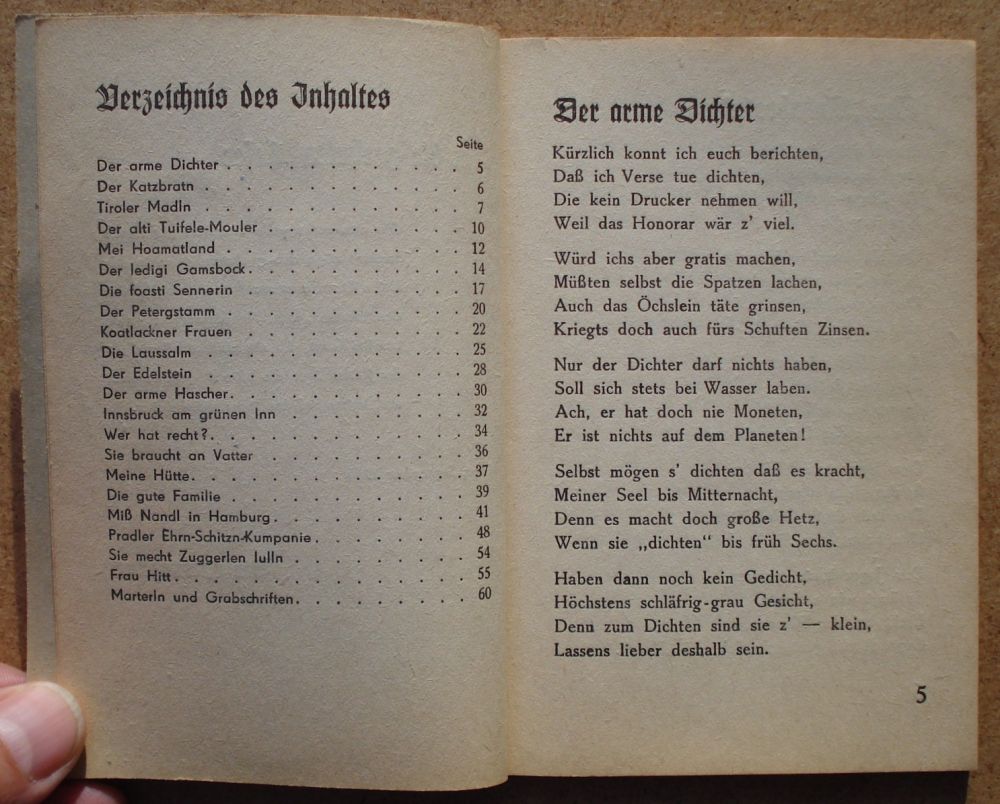 Verzeichnis des Inhaltes
Seite
Der arme Dichter . . . . . . . . . . . . 5
Der Katzbratn . . . . . . . . . . . . . 6
Tiroler Madln . . . . . . . . . . . . . 7
Der alti Tuifele-Mouler . . . . . . . . . . 10
Mei Hoamatland . . . . . . . . . . . . 12
Der ledigi Gamsbock . . . . . . . . . . . 14
Die foasti Sennerin . . . . . . . . . . . 17
Der Petergstamm . . . . . . . . . . . . 20
Koatlackner Frauen . . . . . . . . . . . 22
Die Laussalm . . . . . . . . . . . . . 25
Der Edelstein . . . . . . . . . . . . . 28
Der arme Hascher. . . . . . . . . . . . 30
Innsbruck am grünen Inn . . . . . . . . . 32
Wer hat recht?. . . . . . . . . . . . . 34
Sie braucht an Vatter . . . . . . . . . . 36
Meine Hütte. . . . . . . . . . . . . . 37
Die gute Familie . . . . . . . . . . . . 39
Miß Nandl in Hamburg . . . . . . . . . . 41
Pradler Ehrn-Schitzn-Kumpanie . . . . . . . . 48
Sie mecht Zuggerlen lulln . . . . . . . . . 54
Frau Hitt . . . . . . . . . . . . . . . 55
Marterln und Grabschriften . . . . . . . . . 60
Der arme Dichter
Kürzlich konnt ich euch berichten,
Daß ich Verse tue dichten,
Die kein Drucker nehmen will,
Weil das Honorar wär z' viel.
Würd ichs aber gratis machen,
Müßten selbst die Spatzen lachen,
Auch das Öchslein täte grinsen,
Kriegts doch auch fürs Schuften Zinsen.
Nur der Dichter darf nichts haben,
Soll sich stets bei Wasser laben.
Ach, er hat doch nie Moneten,
Er ist nichts auf dem Planeten!
Selbst mögen s' dichten daß es kracht,
Meiner Seel bis Mitternacht,
Denn es macht doch große Hetz,
Wenn sie „dichten" bis früh Sechs.
Haben dann noch kein Gedicht,
Höchstens schläfrig-grau Gesicht,
Denn zum Dichten sind sie z' — klein,
Lassens lieber deshalb sein.
5